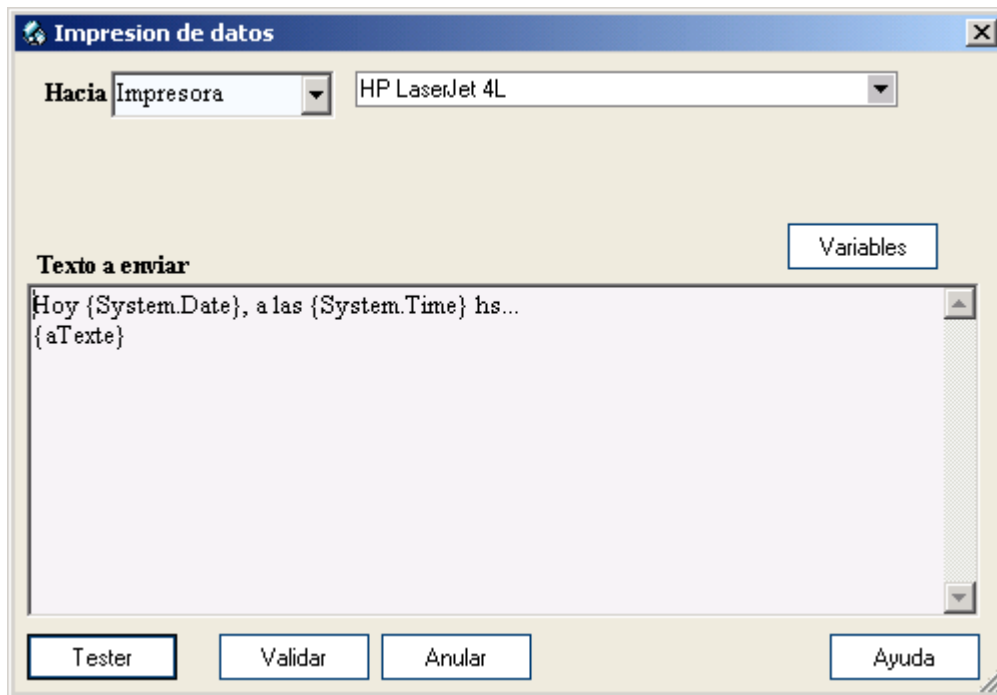 Impresion de datos
Hacia Impresora HP LaserJet 4L
Variables
Texto a enviar
Hoy {System.Date}, a las {System.Time} hs...
{aTexte}
Tester Validar Anular Ayuda